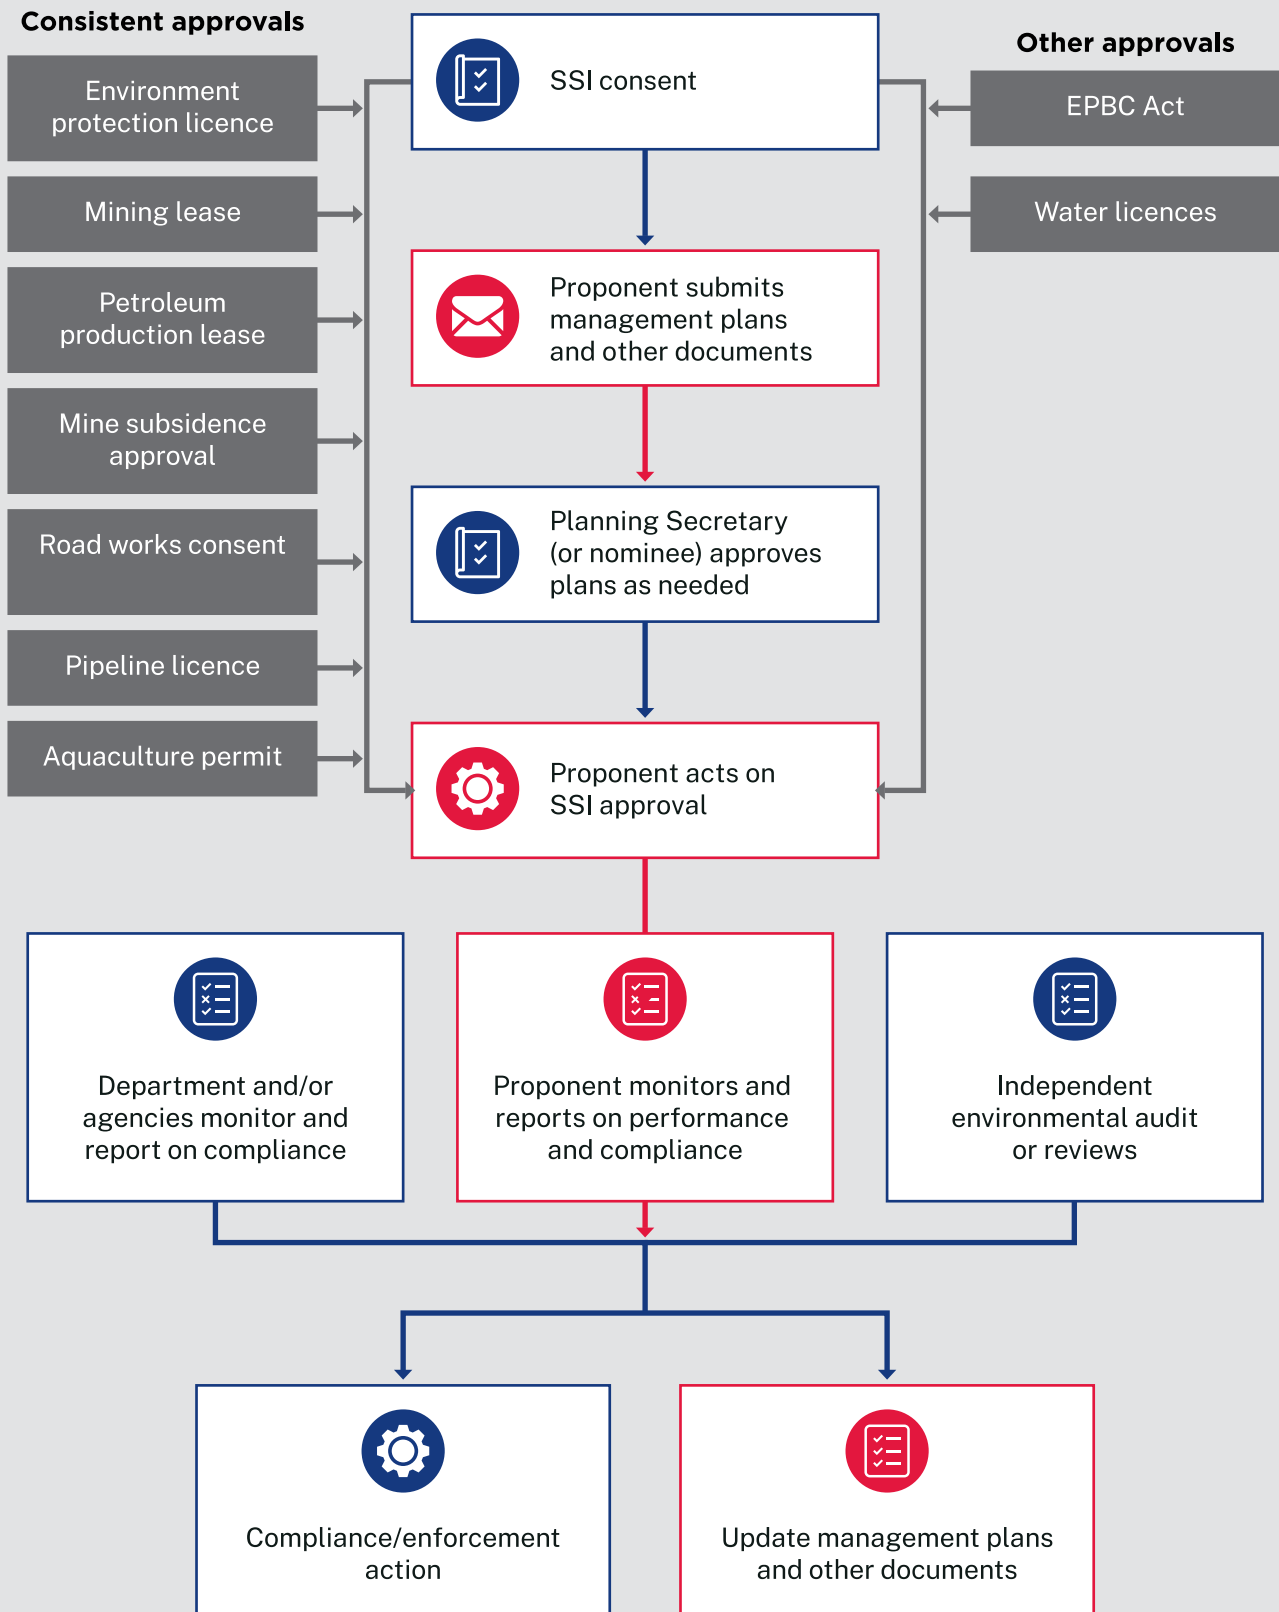 Consistent approvals
Environment
protection licence
Mining lease
Petroleum
production lease
Mine subsidence
approval
Road works consent
Pipeline licence
Aquaculture permit
SSI consent
Proponent submits
management plans
and other documents
Planning Secretary
(or nominee) approves
plans as needed
Proponent acts on
SSI approval
Other approvals
EPBC Act
Water licences
Department and/or
agencies monitor and
report on compliance
Proponent monitors and
reports on performance
and compliance
Independent
environmental audit
or reviews
Compliance/enforcement
action
Update management plans
and other documents